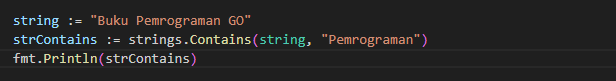 string := "Buku Pemrograman GO"
strContains := strings.Contains(string, "Pemrograman")
fmt.Println(strContains)